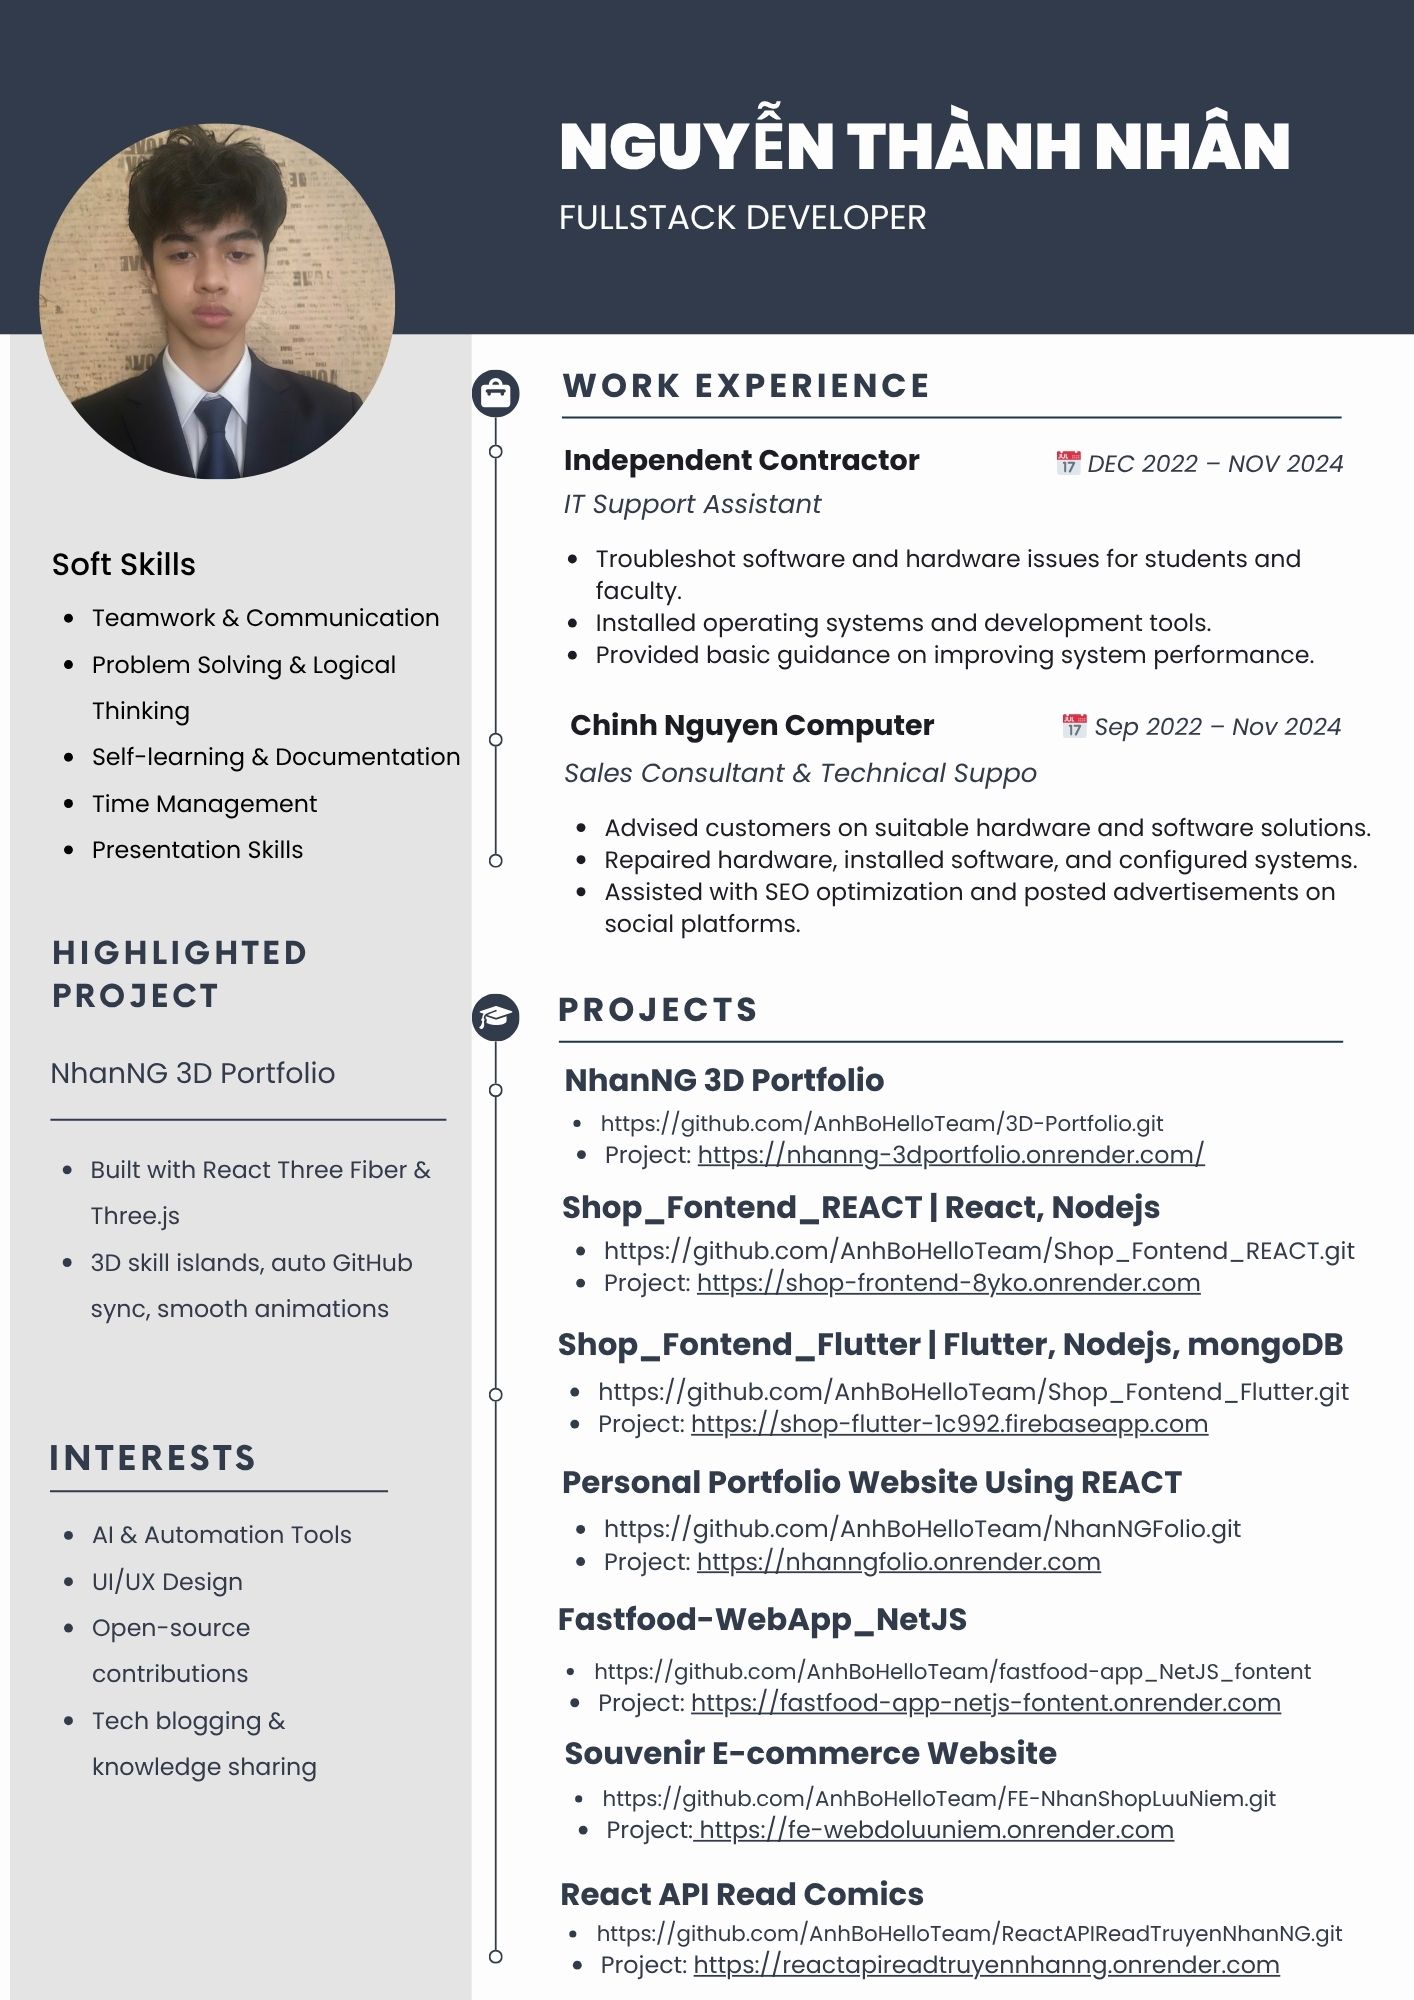 NGUYỄN THÀNH NHÂN
FULLSTACK DEVELOPER
Soft Skills
Teamwork & Communication
Problem Solving & Logical
Thinking
Self-learning & Documentation
Time Management
Presentation Skills
HIGHLIGHTED
PROJECT
NhanNG 3D Portfolio
Built with React Three Fiber &
Three.js
3D skill islands, auto GitHub
sync, smooth animations
INTERESTS
AI & Automation Tools
UI/UX Design
Open-source
contributions
Tech blogging &
knowledge sharing
WORK EXPERIENCE
Independent Contractor
📅 DEC 2022 – NOV 2024
IT Support Assistant
Troubleshot software and hardware issues for students and
faculty.
Installed operating systems and development tools.
Provided basic guidance on improving system performance.
Chinh Nguyen Computer
📅 Sep 2022 – Nov 2024
Sales Consultant & Technical Suppo
Advised customers on suitable hardware and software solutions.
Repaired hardware, installed software, and configured systems.
Assisted with SEO optimization and posted advertisements on
social platforms.
PROJECTS
NhanNG 3D Portfolio
https://github.com/AnhBoHelloTeam/3D-Portfolio.git
Project: https://nhanng-3dportfolio.onrender.com/
Shop_Fontend_REACT | React, Nodejs
https://github.com/AnhBoHelloTeam/Shop_Fontend_REACT.git
Project: https://shop-frontend-8yko.onrender.com
Shop_Fontend_Flutter | Flutter, Nodejs, mongoDB
https://github.com/AnhBoHelloTeam/Shop_Fontend_Flutter.git
Project: https://shop-flutter-1c992.firebaseapp.com
Personal Portfolio Website Using REACT
https://github.com/AnhBoHelloTeam/NhanNGFolio.git
Project: https://nhanngfolio.onrender.com
Fastfood-WebApp_NetJS
https://github.com/AnhBoHelloTeam/fastfood-app_NetJS_fontent
Project: https://fastfood-app-netjs-fontent.onrender.com
Souvenir E-commerce Website
https://github.com/AnhBoHelloTeam/FE-NhanShopLuuNiem.git
Project: https://fe-webdoluuniem.onrender.com
React API Read Comics
https://github.com/AnhBoHelloTeam/ReactAPIReadTruyenNhanNG.git
Project: https://reactapireadtruyennhanng.onrender.com